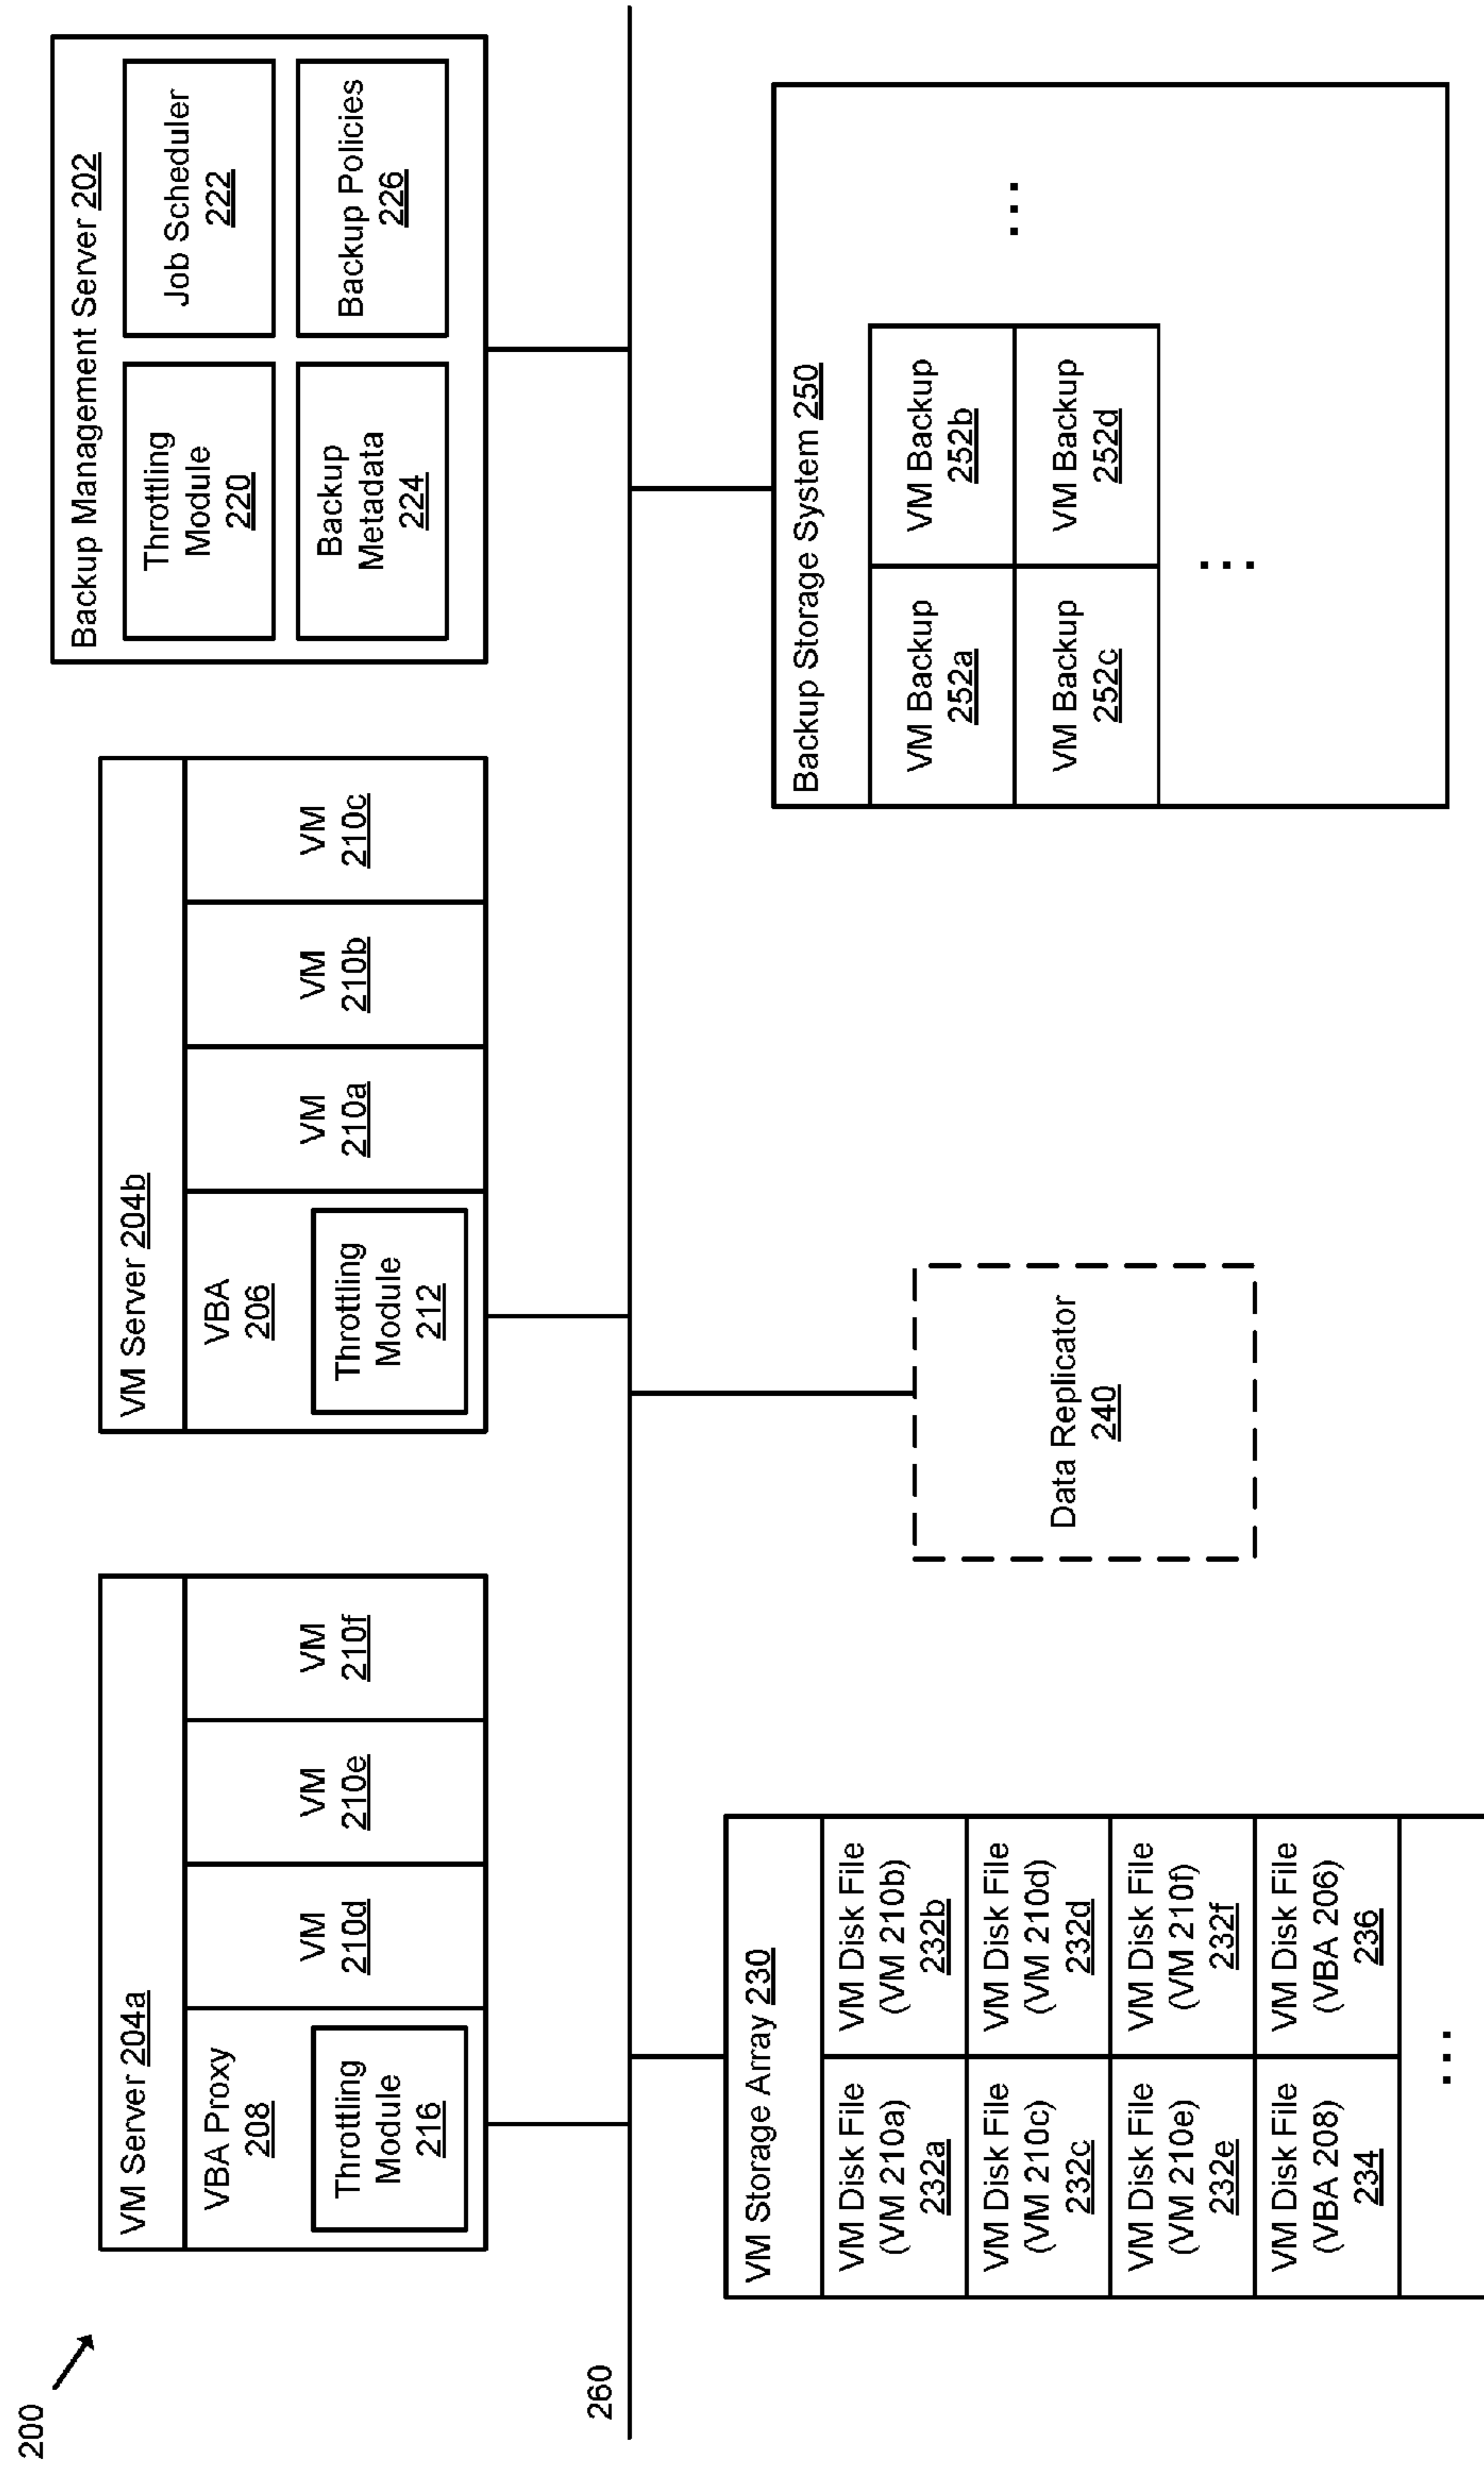 200
VM Server 204a
VBA Proxy
208
Throttling
Module
216
VM
210d
VM
210e
VM
210f
VM Server 204b
VBA
206
Throttling
Module
212
VM
210a
VM
210b
VM
210c
Backup Management Server 202
Throttling
Module
220
Job Scheduler
222
Backup
Metadata
224
Backup Policies
226
260
VM Storage Array 230
VM Disk File
(VM 210a)
232a
VM Disk File
(VM 210b)
232b
VM Disk File
(VM 210c)
232c
VM Disk File
(VM 210d)
232d
VM Disk File
(VM 210e)
232e
VM Disk File
(VM 210f)
232f
VM Disk File
(VBA 208)
234
VM Disk File
(VBA 206)
236
...
Data Replicator
240
Backup Storage System 250
VM Backup
252a
VM Backup
252b
VM Backup
252c
VM Backup
252d
...
...